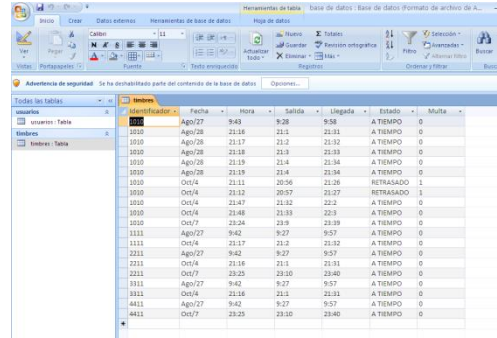 Herramientas de tabla base de datos : Base de datos (Formato de archivo de A...
Inicio Crear Datos externos Herramientas de base de datos Hoja de datos
Ver Pegar Calibri 11 N K S Actualizar todo Nuevo Guardar Eliminar Totales Revisión ortográfica Más Filtro Selección Avanzadas Alternar filtro Buscar
Vistas Portapapeles Fuente Texto enriquecido Registros Ordenar y filtrar
Advertencia de seguridad Se ha deshabilitado parte del contenido de la base de datos Opciones...
Todas las tablas timbres
usuarios Identificador Fecha Hora Salida Llegada Estado Multa
usuarios : Tabla 1010 Ago/27 9:43 9:28 9:58 A TIEMPO 0
timbres 1010 Ago/28 21:16 21:1 21:31 A TIEMPO 0
timbres : Tabla 1010 Ago/28 21:17 21:2 21:32 A TIEMPO 0
1010 Ago/28 21:18 21:3 21:33 A TIEMPO 0
1010 Ago/28 21:19 21:4 21:34 A TIEMPO 0
1010 Ago/28 21:19 21:4 21:34 A TIEMPO 0
1010 Oct/4 21:11 20:56 21:26 RETRASADO 1
1010 Oct/4 21:12 20:57 21:27 RETRASADO 1
1010 Oct/4 21:47 21:32 22:2 A TIEMPO 0
1010 Oct/4 21:48 21:33 22:3 A TIEMPO 0
1010 Oct/7 23:24 23:9 23:39 A TIEMPO 0
1111 Ago/27 9:42 9:27 9:57 A TIEMPO 0
1111 Oct/4 21:17 21:2 21:32 A TIEMPO 0
2211 Ago/27 9:42 9:27 9:57 A TIEMPO 0
2211 Oct/4 21:16 21:1 21:31 A TIEMPO 0
2211 Oct/7 23:25 23:10 23:40 A TIEMPO 0
3311 Ago/27 9:42 9:27 9:57 A TIEMPO 0
3311 Oct/4 21:16 21:1 21:31 A TIEMPO 0
4411 Ago/27 9:42 9:27 9:57 A TIEMPO 0
4411 Oct/7 23:25 23:10 23:40 A TIEMPO 0